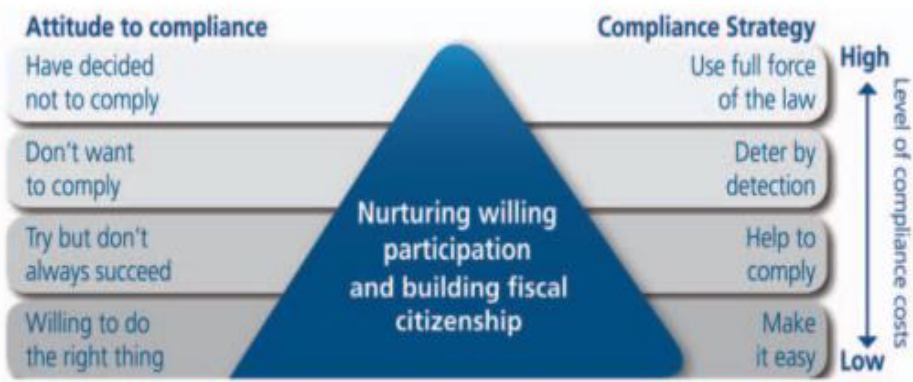 Attitude to compliance
Compliance Strategy
Have decided
not to comply
Use full force
of the law
High
Don't want
to comply
Deter by
detection
Nurturing willing
participation
and building fiscal
citizenship
Try but don't
always succeed
Help to
comply
Willing to do
the right thing
Make
it easy
Low
Level of compliance costs